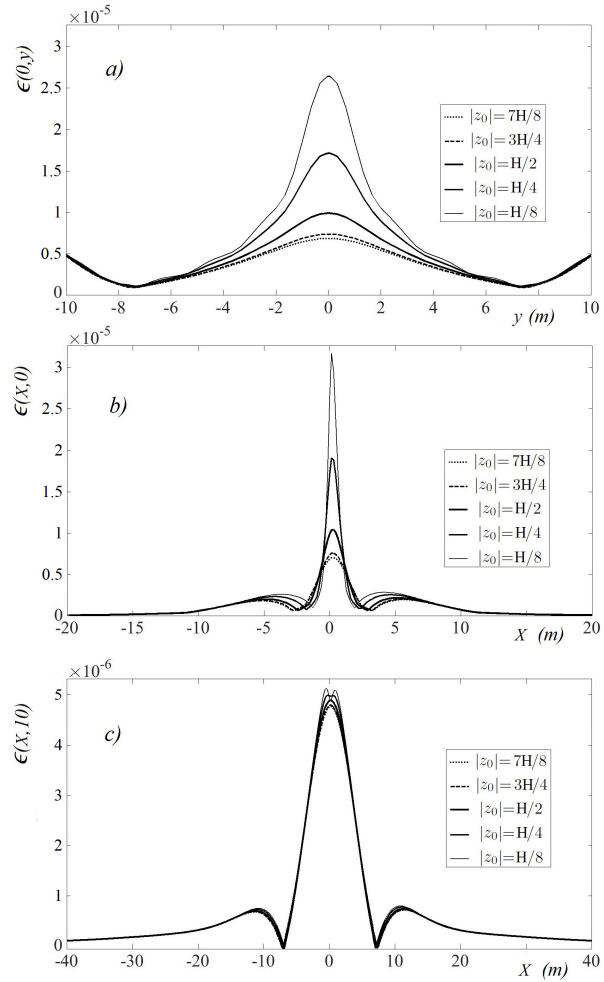 ×10⁻⁵
ϵ(0,y)
a)
3
2.5
2
1.5
1
0.5
0
|z₀|= 7H/8
|z₀|= 3H/4
|z₀|=H/2
|z₀|=H/4
|z₀|=H/8
-10 -8 -6 -4 -2 0 2 4 6 8 10
y (m)
×10⁻⁵
ϵ(X,0)
b)
3
2.5
2
1.5
1
0.5
0
|z₀|= 7H/8
|z₀|= 3H/4
|z₀|=H/2
|z₀|=H/4
|z₀|=H/8
-20 -15 -10 -5 0 5 10 15 20
X (m)
×10⁻⁶
ϵ(X,10)
c)
5
4
3
2
1
0
|z₀|= 7H/8
|z₀|= 3H/4
|z₀|=H/2
|z₀|=H/4
|z₀|=H/8
-40 -30 -20 -10 0 10 20 30 40
X (m)